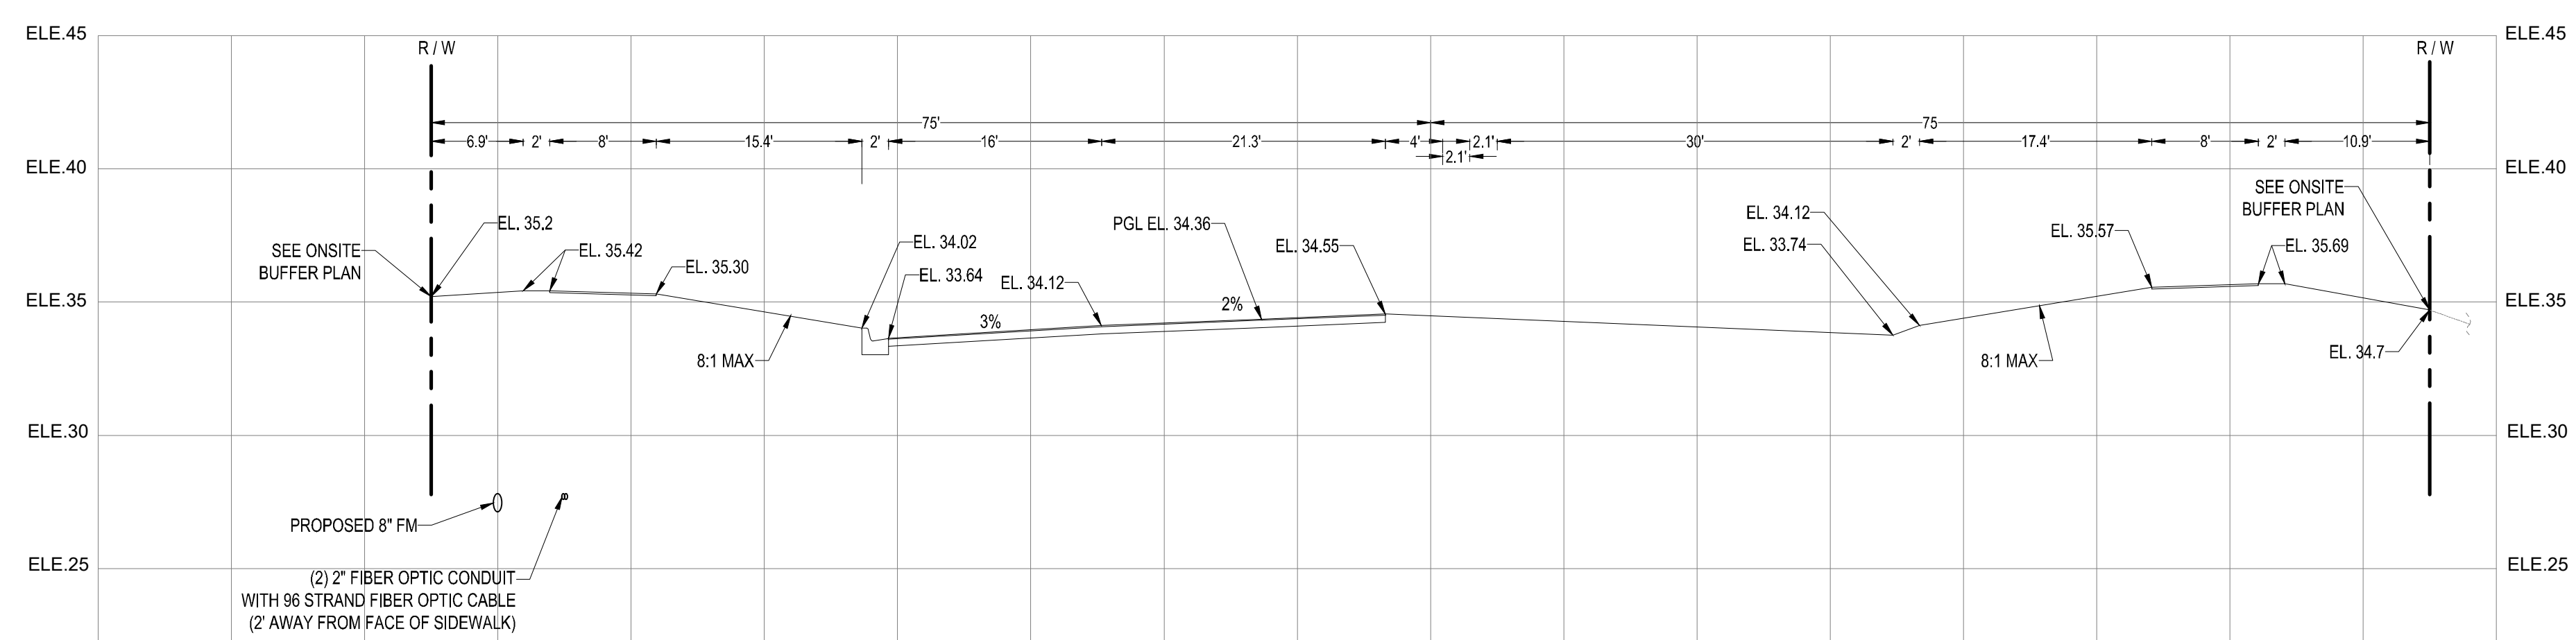 ELE.45
ELE.45
R / W
R / W
75'
75
6.9'
2'
8'
15.4'
2'
16'
21.3'
4'
2.1'
2.1'
30'
2'
17.4'
8'
2'
10.9'
ELE.40
ELE.40
SEE ONSITE
BUFFER PLAN
EL. 35.2
EL. 35.42
EL. 35.30
EL. 34.02
EL. 33.64
EL. 34.12
PGL EL. 34.36
EL. 34.55
EL. 34.12
EL. 33.74
EL. 35.57
EL. 35.69
SEE ONSITE
BUFFER PLAN
ELE.35
ELE.35
3%
2%
8:1 MAX
8:1 MAX
EL. 34.7
ELE.30
ELE.30
PROPOSED 8" FM
ELE.25
ELE.25
(2) 2" FIBER OPTIC CONDUIT
WITH 96 STRAND FIBER OPTIC CABLE
(2' AWAY FROM FACE OF SIDEWALK)